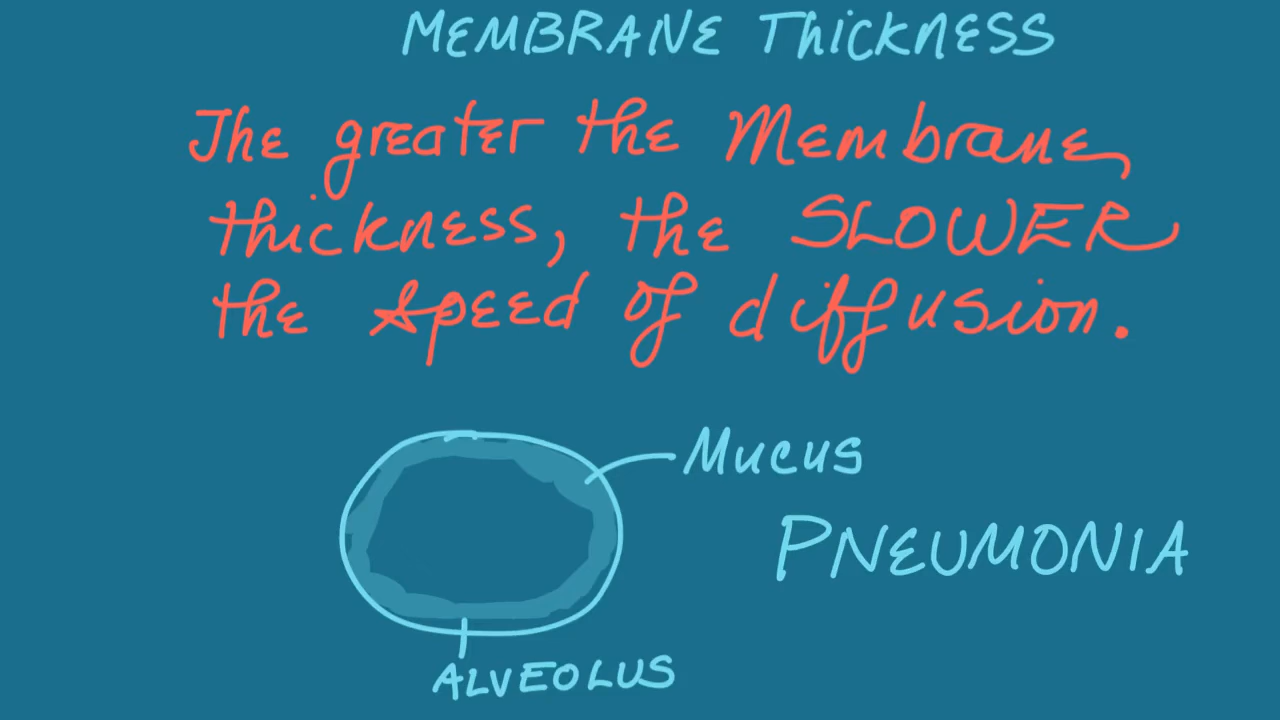 MEMBRANE THICKNESS
The greater the Membrane
thickness, the SLOWER
the speed of diffusion.
Mucus
PNEUMONIA
ALVEOLUS